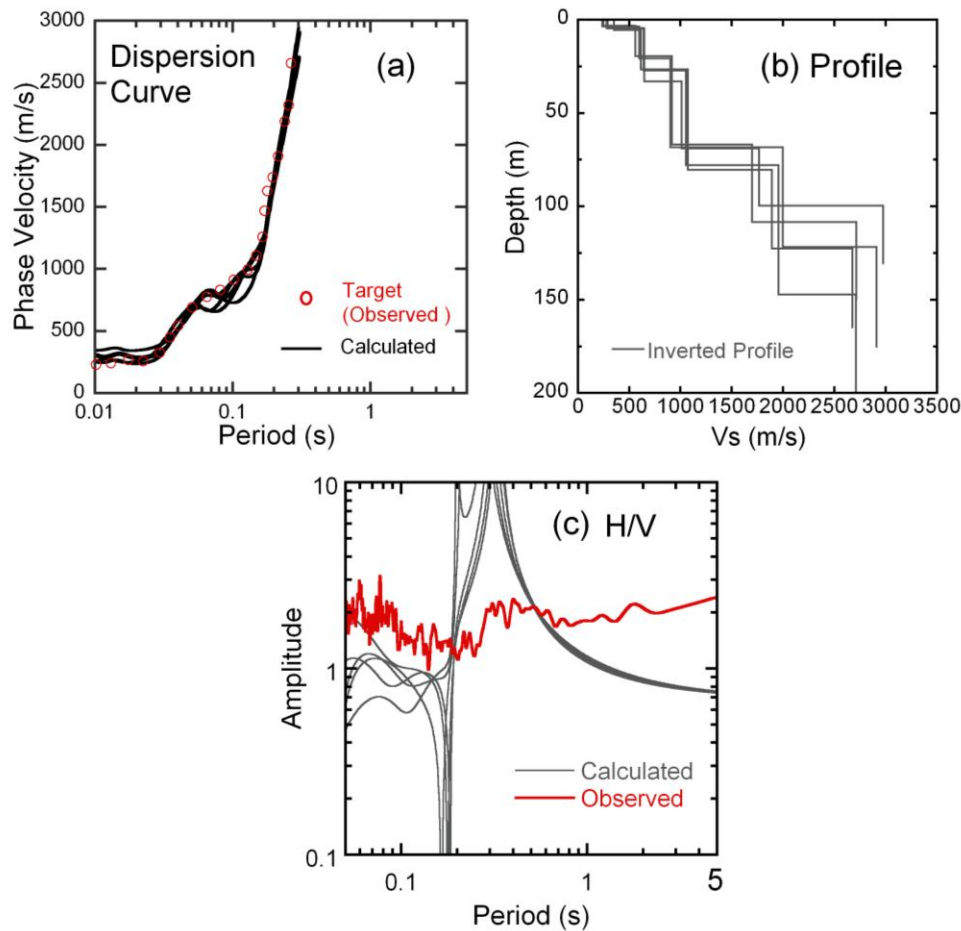 Dispersion
Curve
(a)
Phase Velocity (m/s)
3000
2500
2000
1500
1000
500
0
Target
(Observed )
Calculated
0.01
0.1
1
Period (s)
(b) Profile
Depth (m)
0
50
100
150
200
Inverted Profile
0
500
1000
1500
2000
2500
3000
3500
Vs (m/s)
(c) H/V
Amplitude
10
1
0.1
Calculated
Observed
0.1
1
5
Period (s)